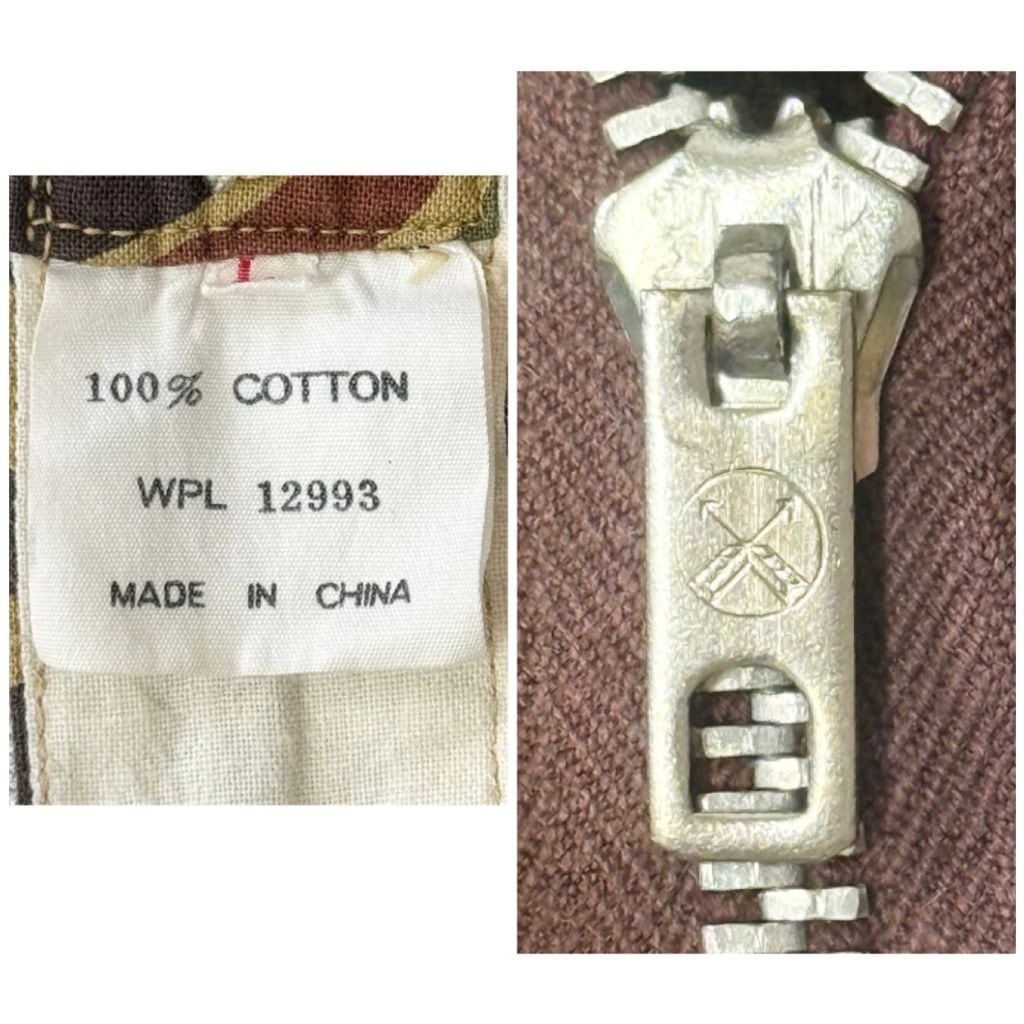 100% COTTON
WPL 12993
MADE IN CHINA